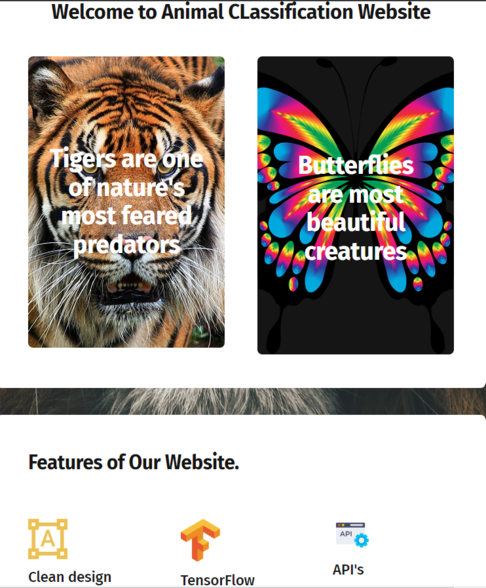 Welcome to Animal CLassification Website
Tigers are one
of nature's
most feared
predators
Butterflies
are most
beautiful
creatures
Features of Our Website.
A
API
Clean design
TensorFlow
API's